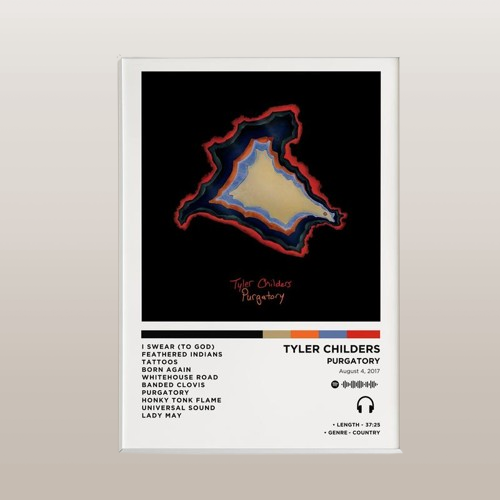 Tyler Childers
Purgatory
I SWEAR (TO GOD)
FEATHERED INDIANS
TATTOOS
BORN AGAIN
WHITEHOUSE ROAD
BANDED CLOVIS
PURGATORY
HONKY TONK FLAME
UNIVERSAL SOUND
LADY MAY
TYLER CHILDERS
PURGATORY
August 4, 2017
• LENGTH - 37:25
• GENRE - COUNTRY